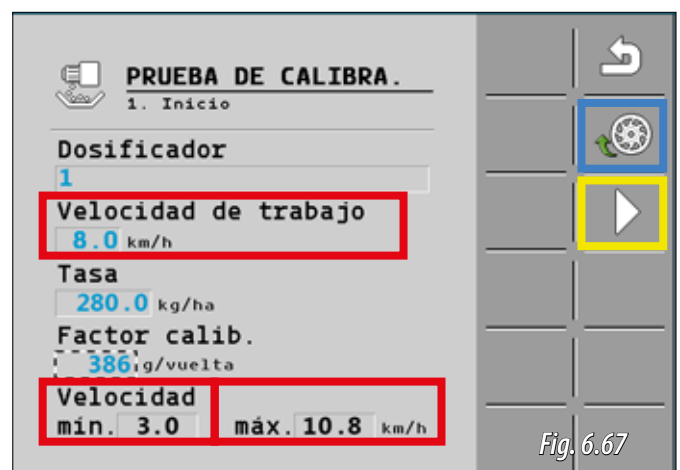 PRUEBA DE CALIBRA.
1. Inicio
Dosificador
1
Velocidad de trabajo
8.0 km/h
Tasa
280.0 kg/ha
Factor calib.
386 g/vuelta
Velocidad
mín. 3.0 máx. 10.8 km/h
Fig. 6.67